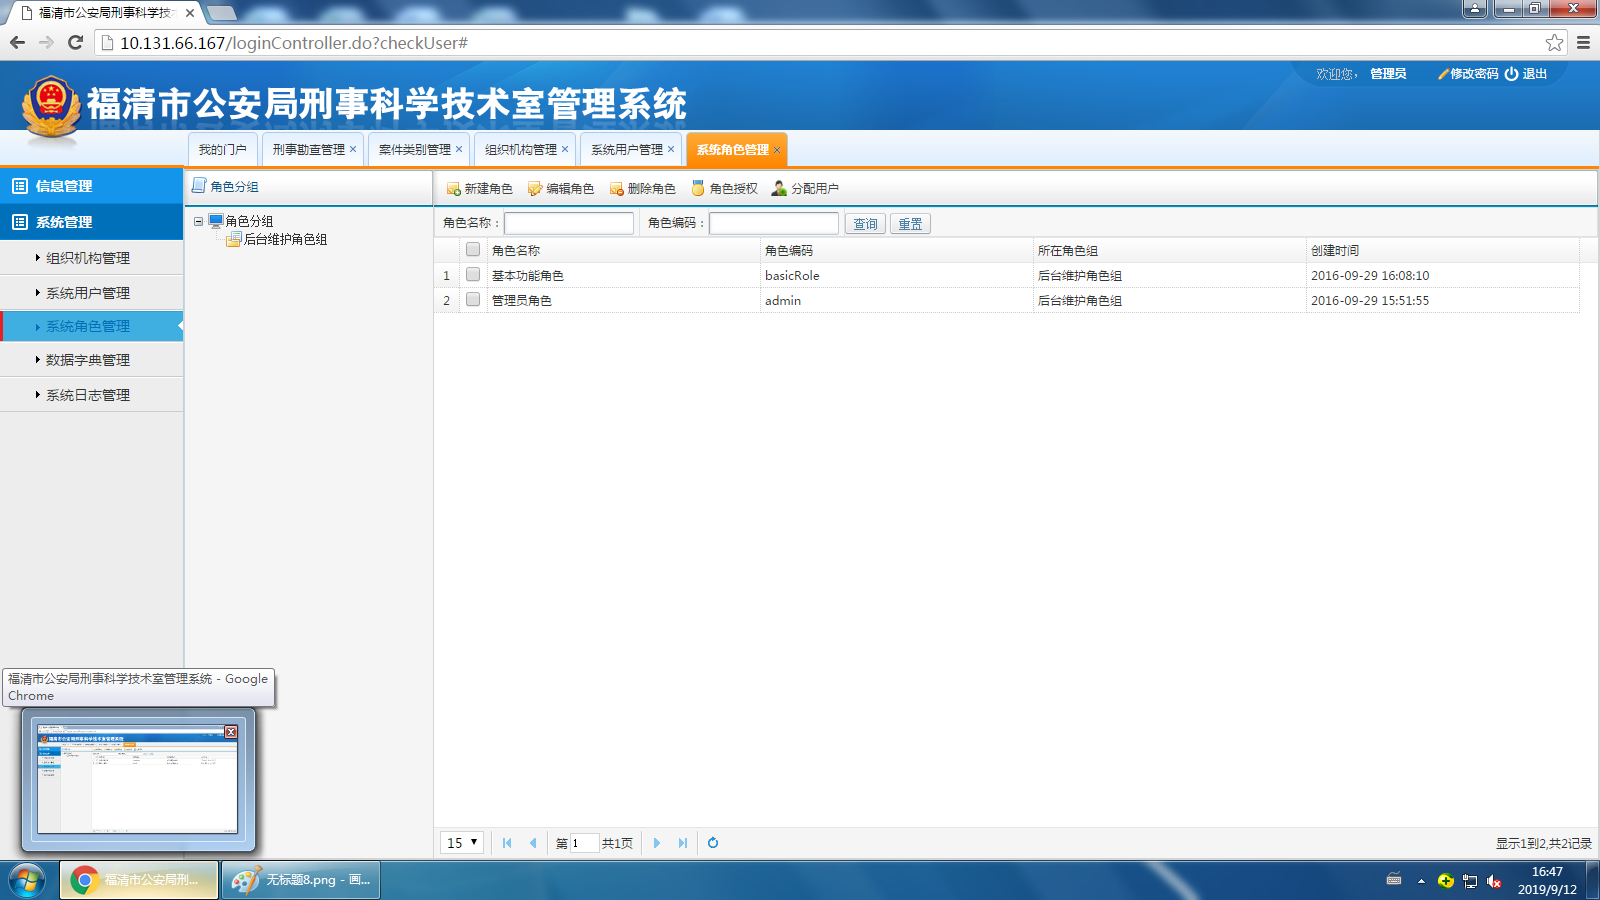 福清市公安局刑事科学技术
10.131.66.167/loginController.do?checkUser#
福清市公安局刑事科学技术室管理系统
欢迎您， 管理员 修改密码 退出
我的门户 刑事勘查管理 案件类别管理 组织机构管理 系统用户管理 系统角色管理
信息管理
系统管理
组织机构管理
系统用户管理
系统角色管理
数据字典管理
系统日志管理
角色分组
角色分组
后台维护角色组
新建角色 编辑角色 删除角色 角色授权 分配用户
角色名称： 角色编码： 查询 重置
角色名称 角色编码 所在角色组 创建时间
1 基本功能角色 basicRole 后台维护角色组 2016-09-29 16:08:10
2 管理员角色 admin 后台维护角色组 2016-09-29 15:51:55
福清市公安局刑事科学技术室管理系统 - Google
Chrome
15 第 1 共1页 显示1到2,共2记录
福清市公安局刑...
无标题8.png - 画...
16:47
2019/9/12